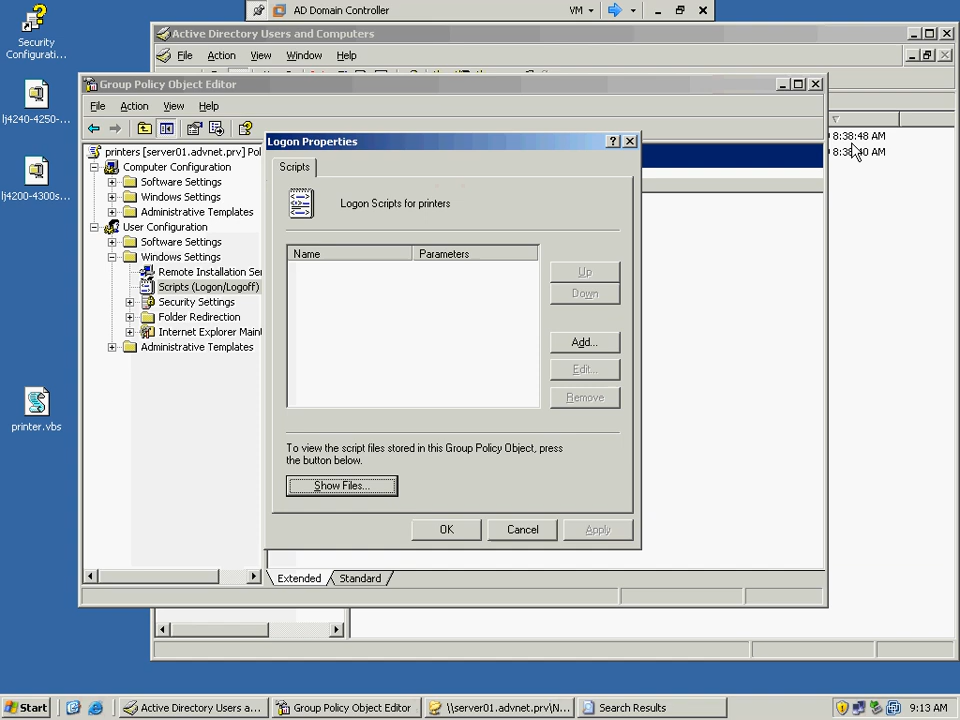 AD Domain Controller
VM
Security
Configurati...
Active Directory Users and Computers
File Action View Window Help
lj4240-4250-...
Group Policy Object Editor
File Action View Help
8:38:48 AM
8:38:40 AM
Logon Properties
printers [server01.advnet.prv] Pol
Computer Configuration
Software Settings
Windows Settings
Administrative Templates
User Configuration
Software Settings
Windows Settings
Remote Installation Ser
Scripts (Logon/Logoff)
Security Settings
Folder Redirection
Internet Explorer Maint
Administrative Templates
lj4200-4300s...
printer.vbs
Scripts
Logon Scripts for printers
Name Parameters
Up
Down
Add...
Edit...
Remove
To view the script files stored in this Group Policy Object, press
the button below.
Show Files...
OK Cancel Apply
Extended Standard
Start
Active Directory Users a...
Group Policy Object Editor
\\server01.advnet.prv\N...
Search Results
9:13 AM